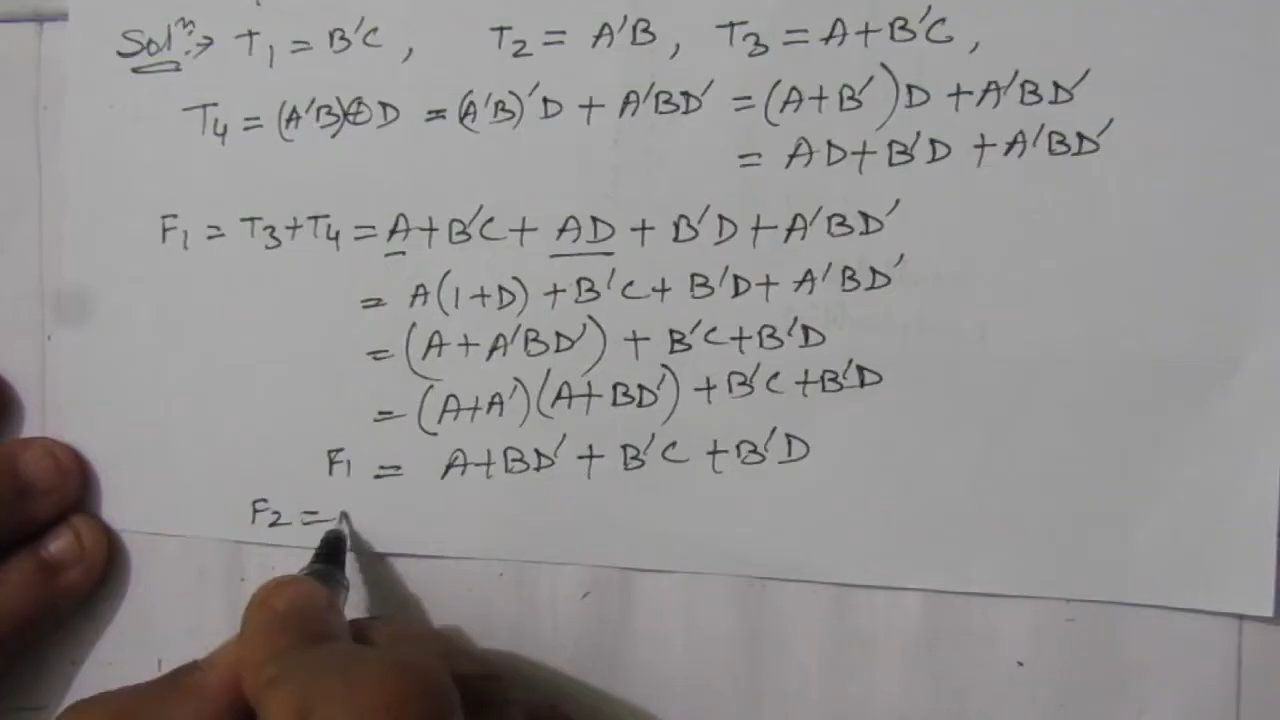 Solⁿ:→ T₁ = B'C, T₂ = A'B, T₃ = A+B'C,
T₄ = (A'B)⊕D = (A'B)'D + A'BD' = (A+B')D + A'BD'
= AD+B'D + A'BD'
F₁ = T₃+T₄ = A+B'C+ AD + B'D+A'BD'
= A(1+D) +B'C+ B'D+ A'BD'
= (A+A'BD') + B'C+B'D
= (A+A')(A+BD') +B'C+B'D
F₁ = A+BD'+ B'C +B'D
F₂ =